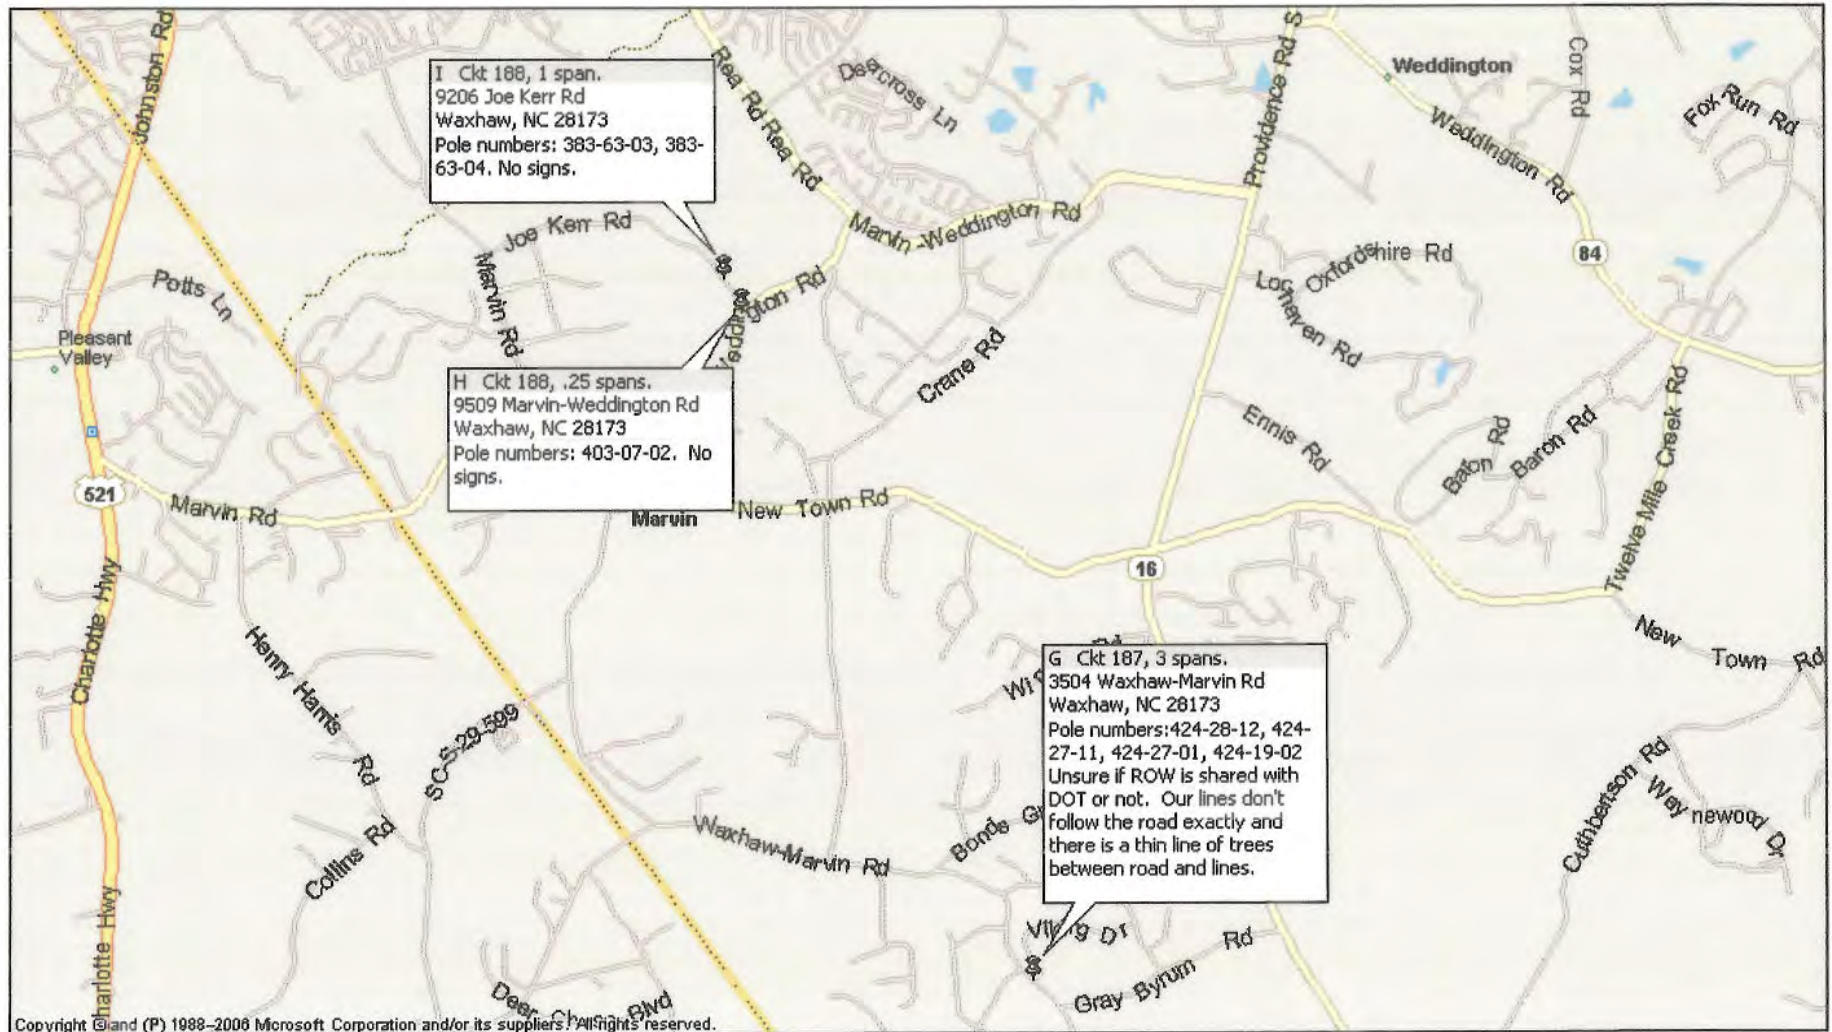 Johnston Rd
Rea Rd
Rea Rd
Deercross Ln
Providence Rd S
Weddington
Cox Rd
Fox Run Rd
Weddington Rd
I Ckt 188, 1 span.
9206 Joe Kerr Rd
Waxhaw, NC 28173
Pole numbers: 383-63-03, 383-
63-04. No signs.
Joe Kerr Rd
Marvin-Weddington Rd
84
Oxfordshire Rd
Lochaven Rd
Potts Ln
Marvin Rd
gton Rd
Pleasant
Valley
H Ckt 188, .25 spans.
9509 Marvin-Weddington Rd
Waxhaw, NC 28173
Pole numbers: 403-07-02. No
signs.
Crane Rd
Ennis Rd
Baron Rd
Baron Rd
Twelve Mile Creek Rd
521
Marvin Rd
Marvin
New Town Rd
16
Charlotte Hwy
Henry Harris Rd
New Town Rd
G Ckt 187, 3 spans.
3504 Waxhaw-Marvin Rd
Waxhaw, NC 28173
Pole numbers:424-28-12, 424-
27-11, 424-27-01, 424-19-02
Unsure if ROW is shared with
DOT or not. Our lines don't
follow the road exactly and
there is a thin line of trees
between road and lines.
SC-S-29-599
Collins Rd
Waxhaw-Marvin Rd
Bonds G
Cuthbertson Rd
Waynewood Dr
Viking Dr
Gray Byrum Rd
harlotte Hwy
Deer Chase Blvd
Copyright © and (P) 1988–2006 Microsoft Corporation and/or its suppliers. All rights reserved.